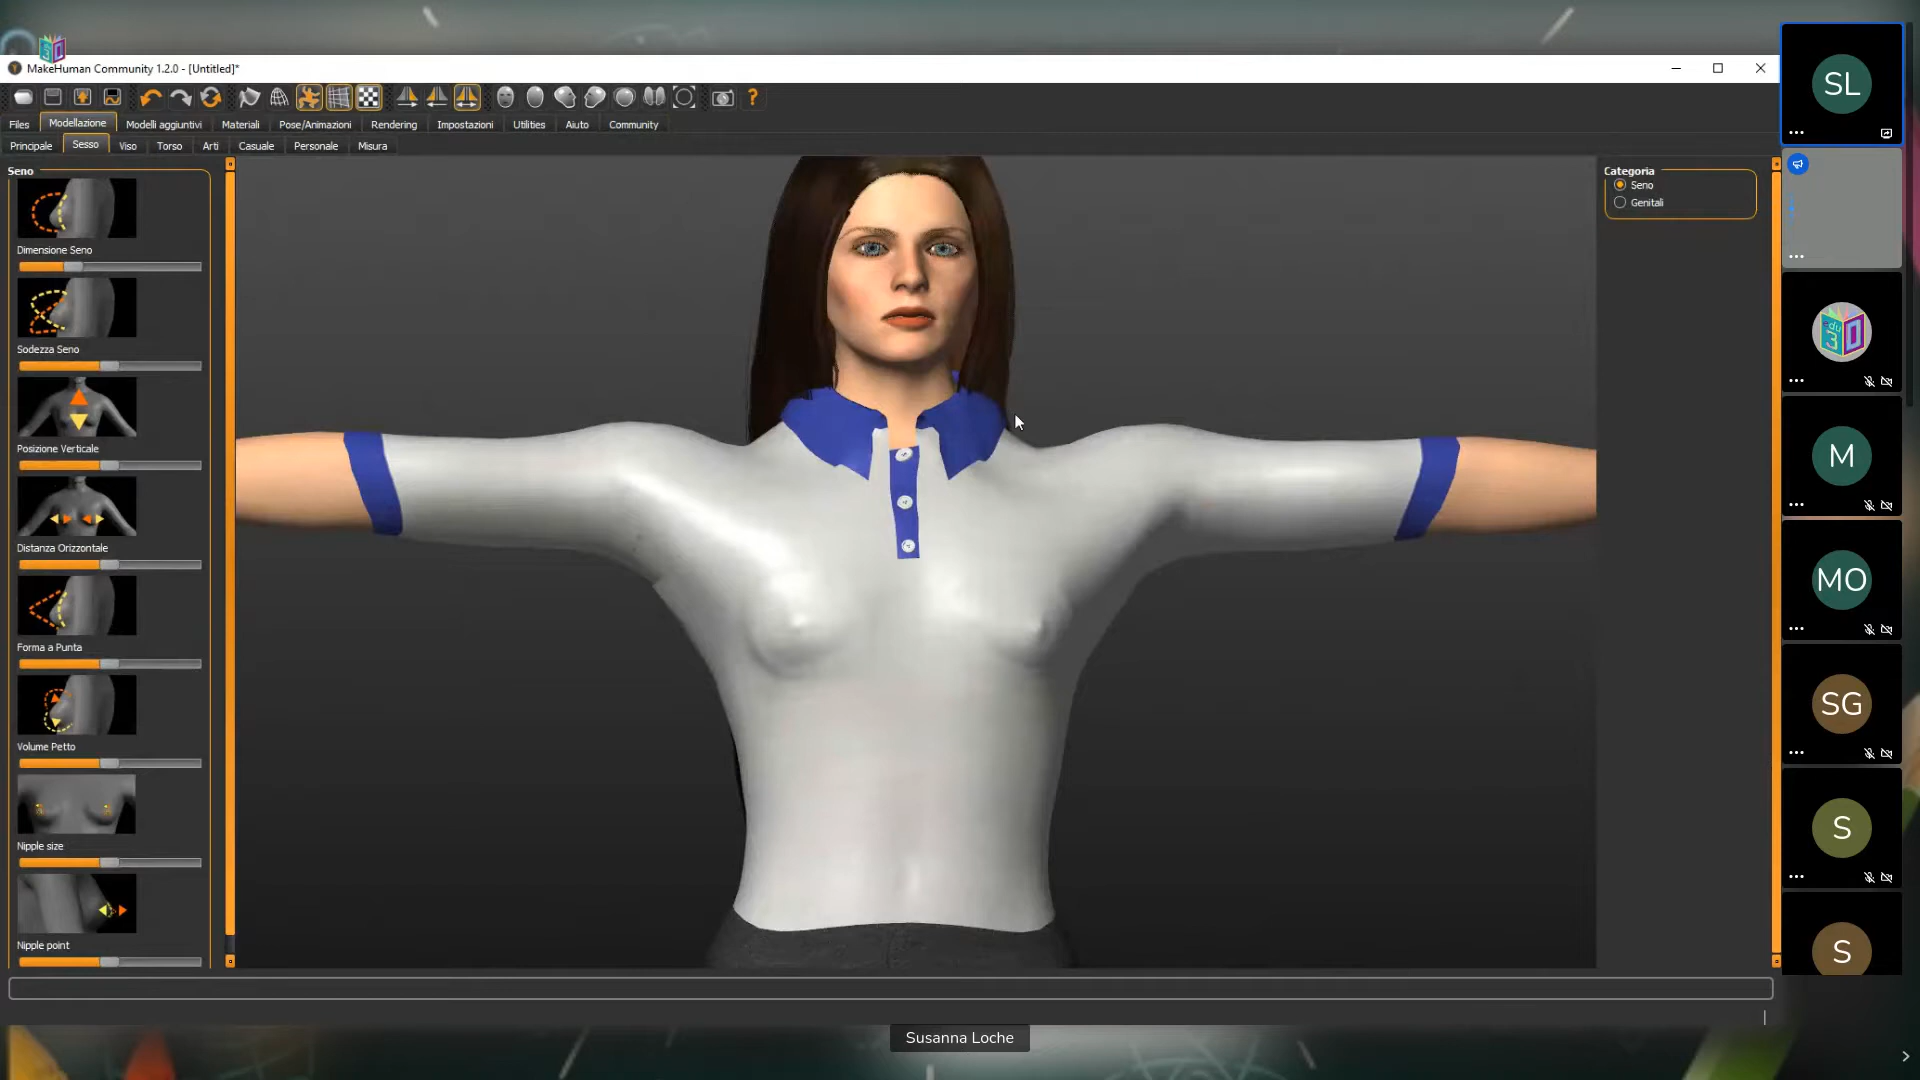 MakeHuman Community 1.2.0 - [Untitled]*
Files Modellazione Modelli aggiuntivi Materiali Pose/Animazioni Rendering Impostazioni Utilities Aiuto Community
Principale Sesso Viso Torso Arti Casuale Personale Misura
Seno
Dimensione Seno
Sodezza Seno
Posizione Verticale
Distanza Orizzontale
Forma a Punta
Volume Petto
Nipple size
Nipple point
Categoria
Seno
Genitali
SL
edu
3D
M
MO
SG
S
S
Susanna Loche